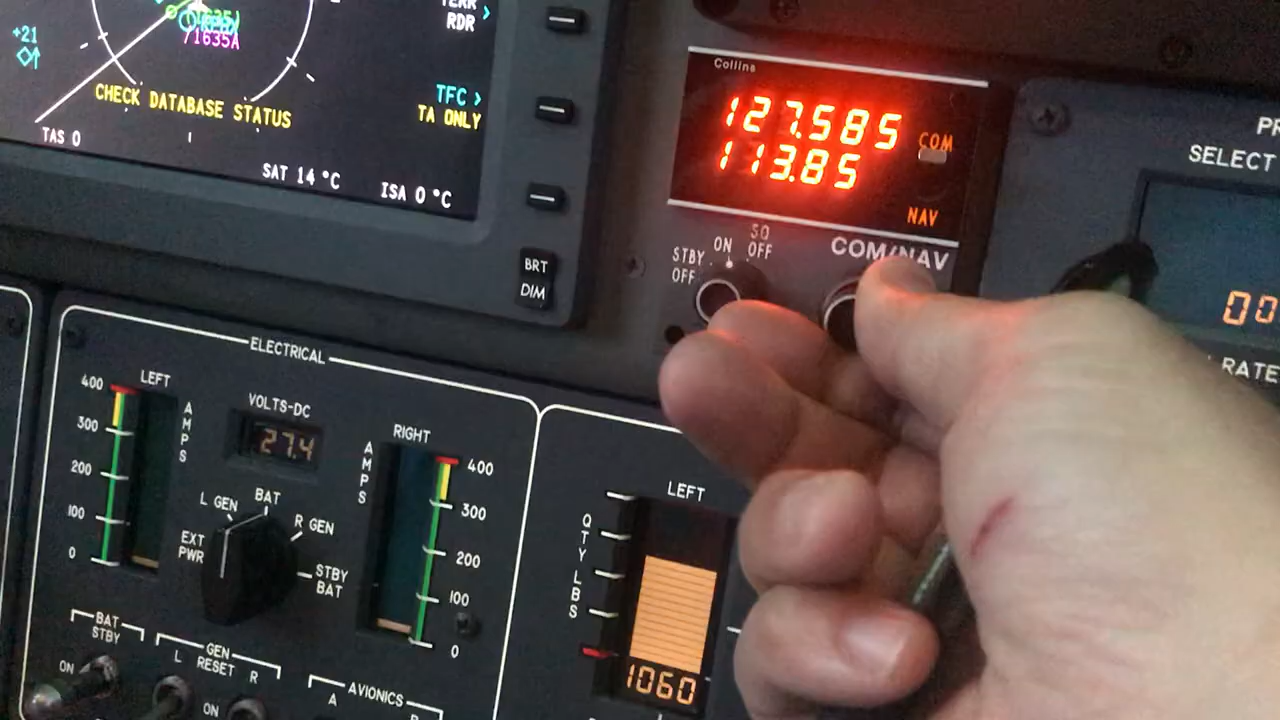 RDR >
+21
/1635A
CHECK DATABASE STATUS
TFC >
TA ONLY
TAS 0
SAT 14 °C
ISA 0 °C
BRT
DIM
Collins
127.585
COM
113.85
NAV
STBY
OFF
ON
SQ
OFF
COM/NAV
SELECT
00
RATE
ELECTRICAL
LEFT
AMPS
400
300
200
100
0
VOLTS-DC
27.4
RIGHT
AMPS
400
300
200
100
0
L GEN
BAT
R GEN
EXT
PWR
STBY
BAT
BAT
STBY
ON
GEN
RESET
L
R
ON
AVIONICS
A
LEFT
QTY LBS
1060